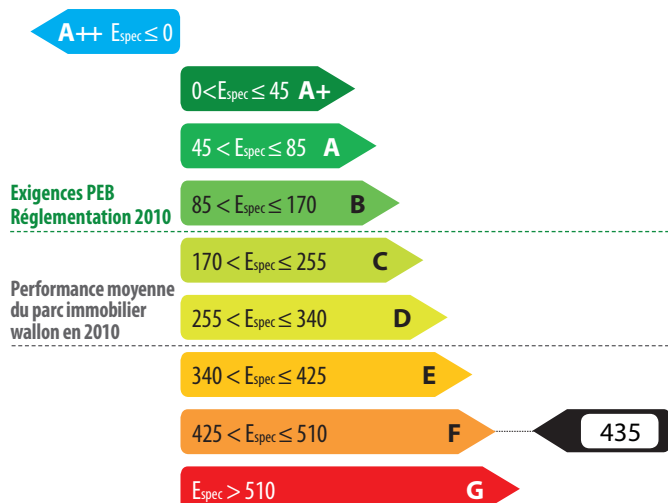 A++ Espec ≤ 0
0<Espec ≤ 45 A+
45 < Espec ≤ 85 A
Exigences PEB
Réglementation 2010
85 < Espec ≤ 170 B
170 < Espec ≤ 255 C
Performance moyenne
du parc immobilier
wallon en 2010
255 < Espec ≤ 340 D
340 < Espec ≤ 425 E
425 < Espec ≤ 510 F
435
Espec > 510 G